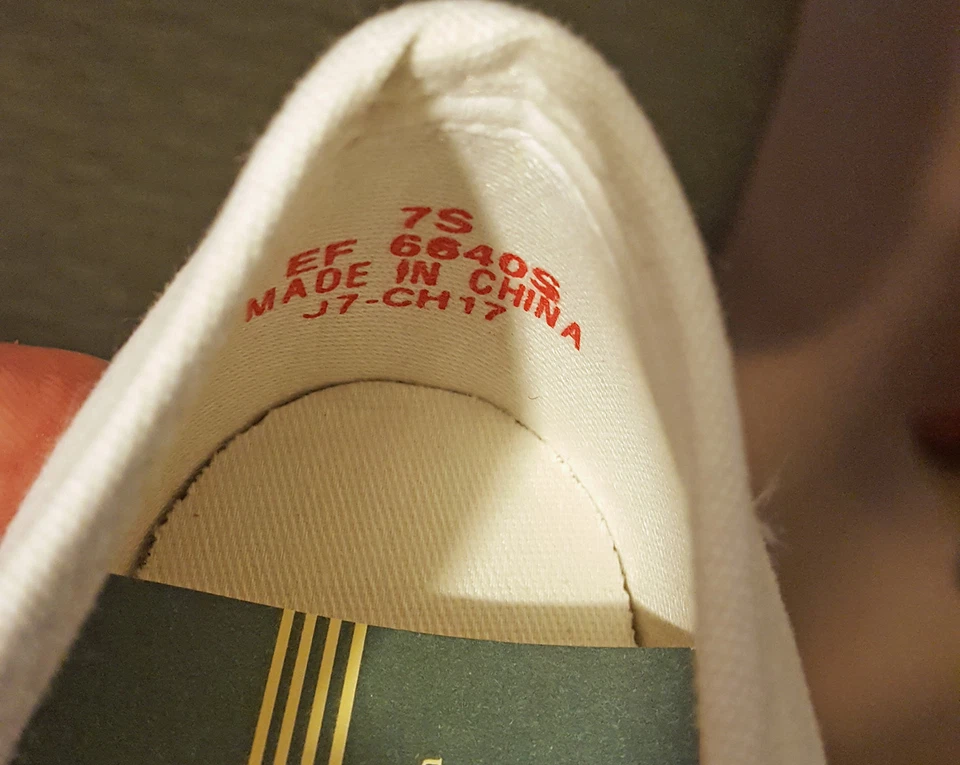 7S
EF 6640S
MADE IN CHINA
J7-CH17